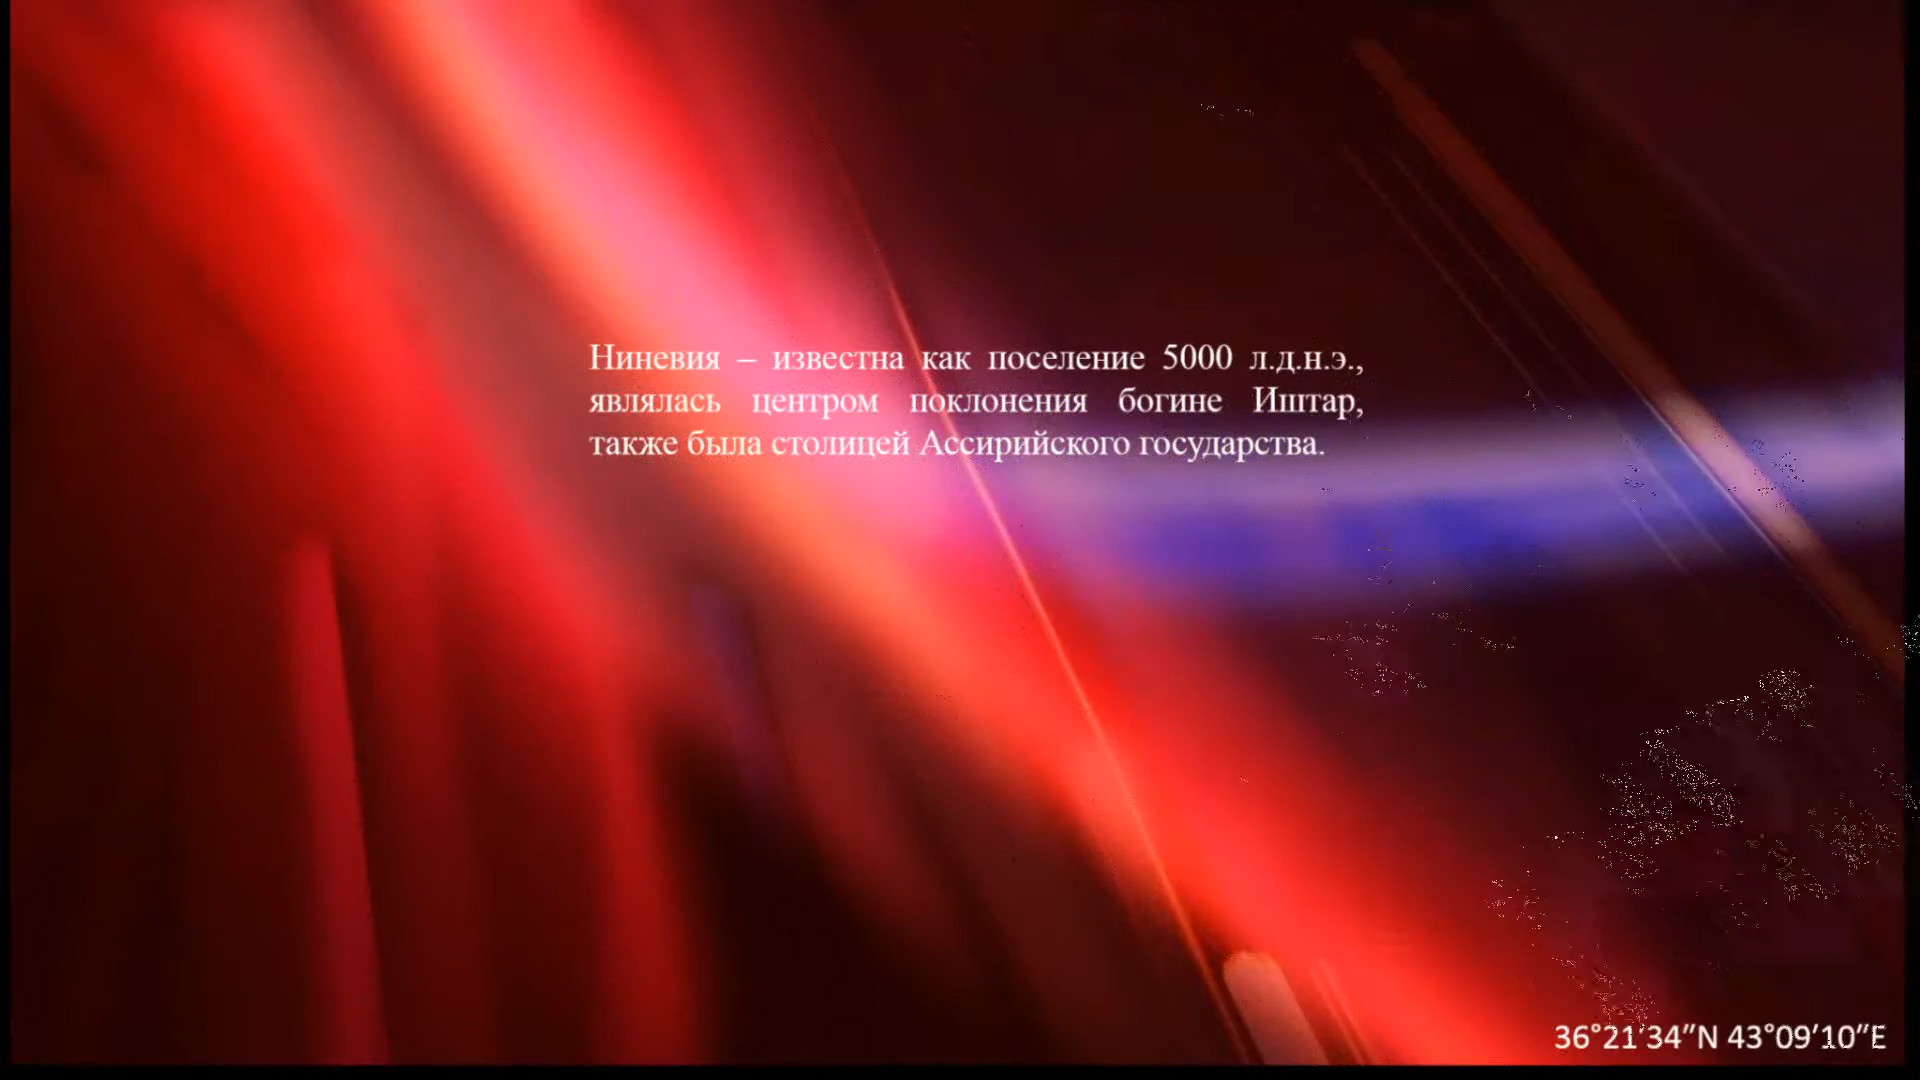 Ниневия – известна как поселение 5000 л.д.н.э.,
являлась центром поклонения богине Иштар,
также была столицей Ассирийского государства.
36°21′34″N 43°09′10″E